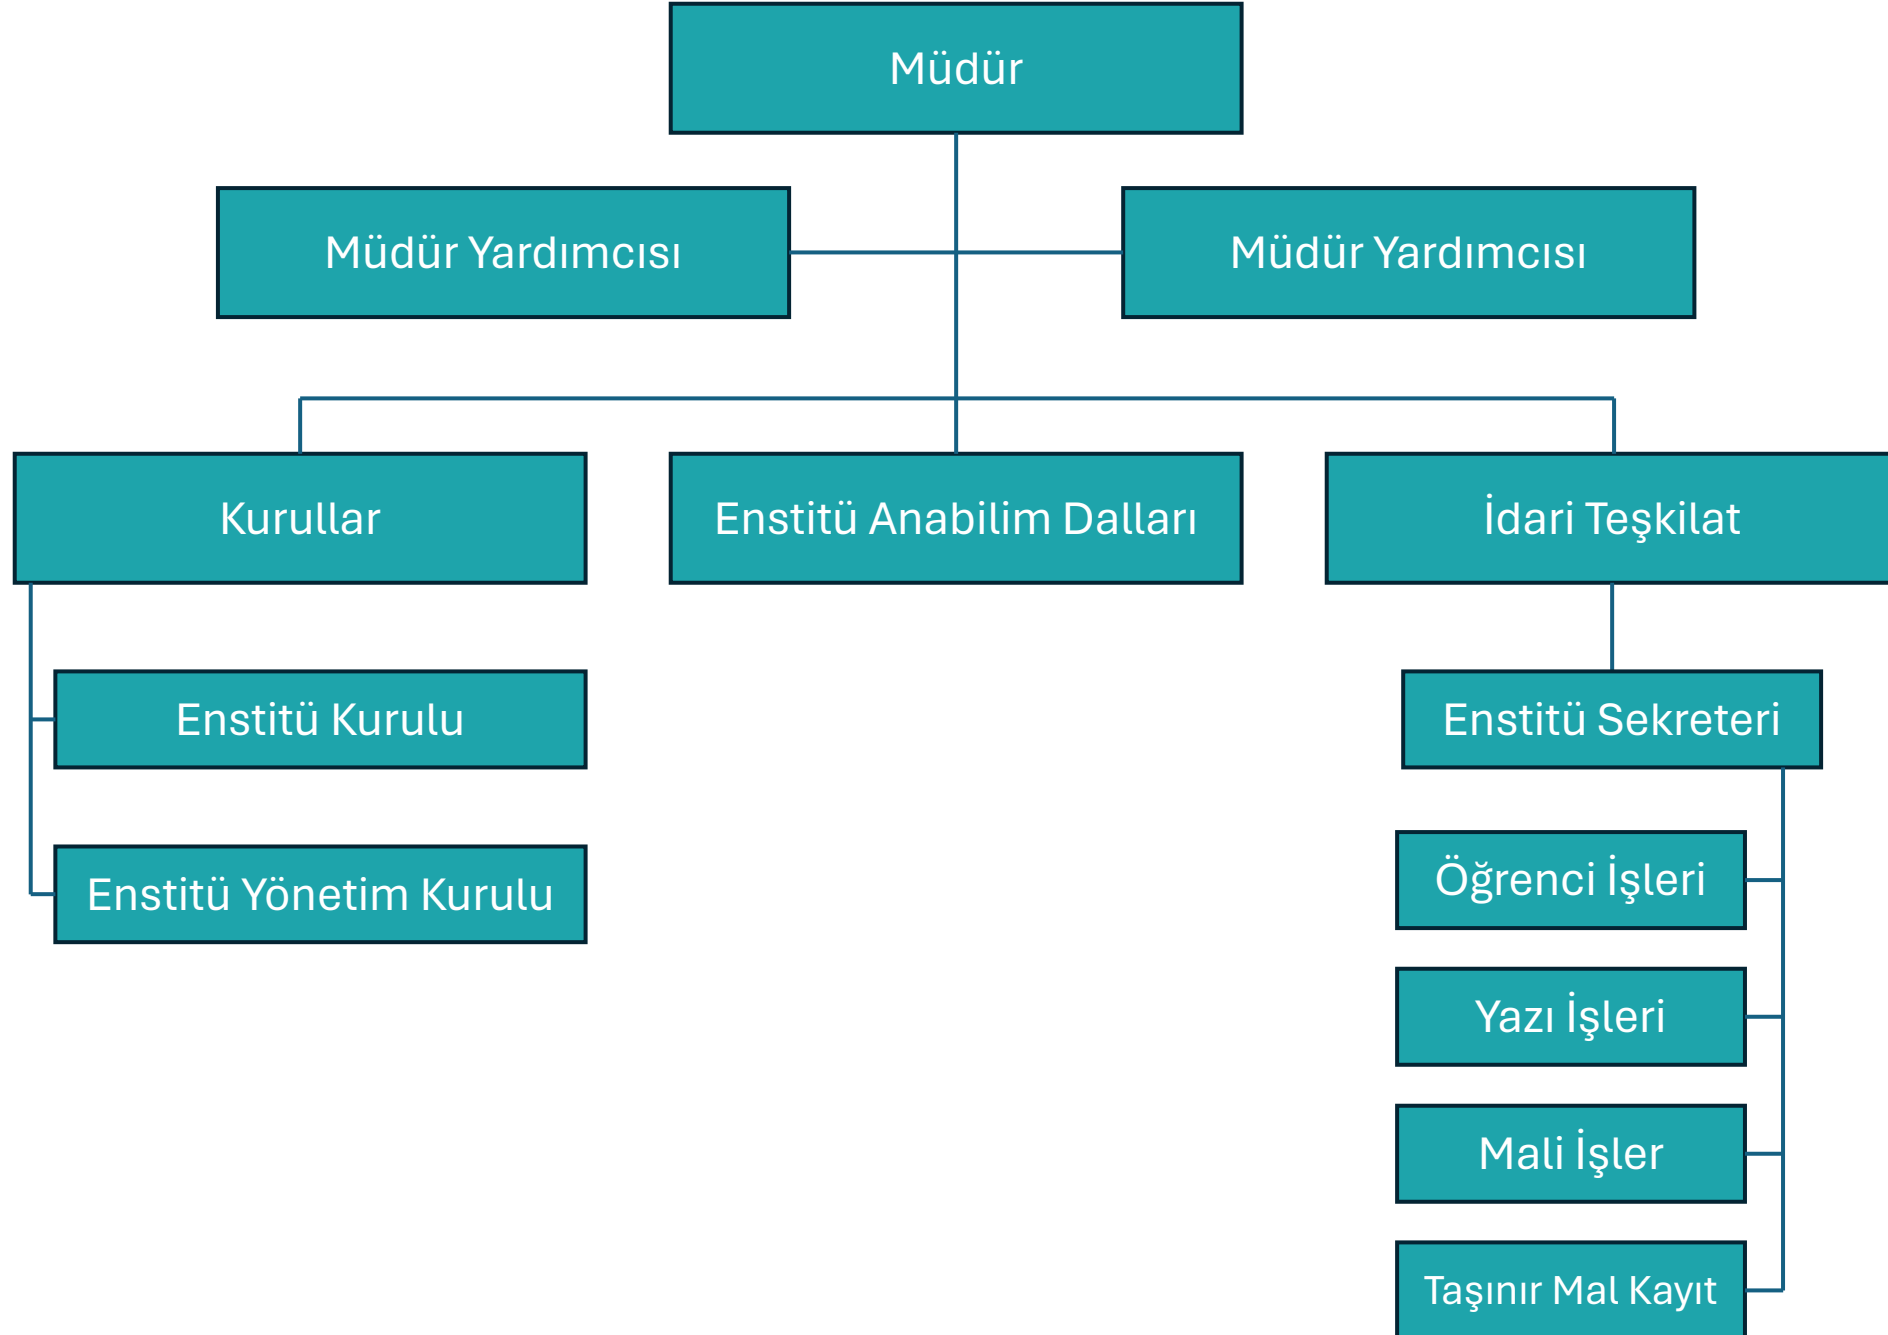 Müdür
Müdür Yardımcısı
Müdür Yardımcısı
Kurullar
Enstitü Anabilim Dalları
İdari Teşkilat
Enstitü Kurulu
Enstitü Sekreteri
Enstitü Yönetim Kurulu
Öğrenci İşleri
Yazı İşleri
Mali İşler
Taşınır Mal Kayıt